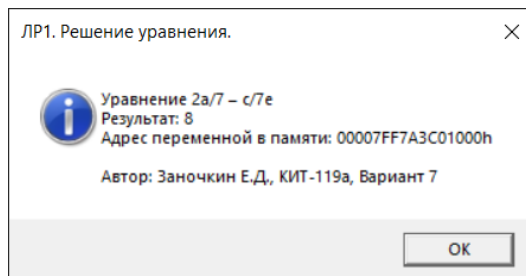 ЛР1. Решение уравнения.
Уравнение 2a/7 – c/7e
Результат: 8
Адрес переменной в памяти: 00007FF7A3C01000h
Автор: Заночкин Е.Д., КИТ-119а, Вариант 7
ОК